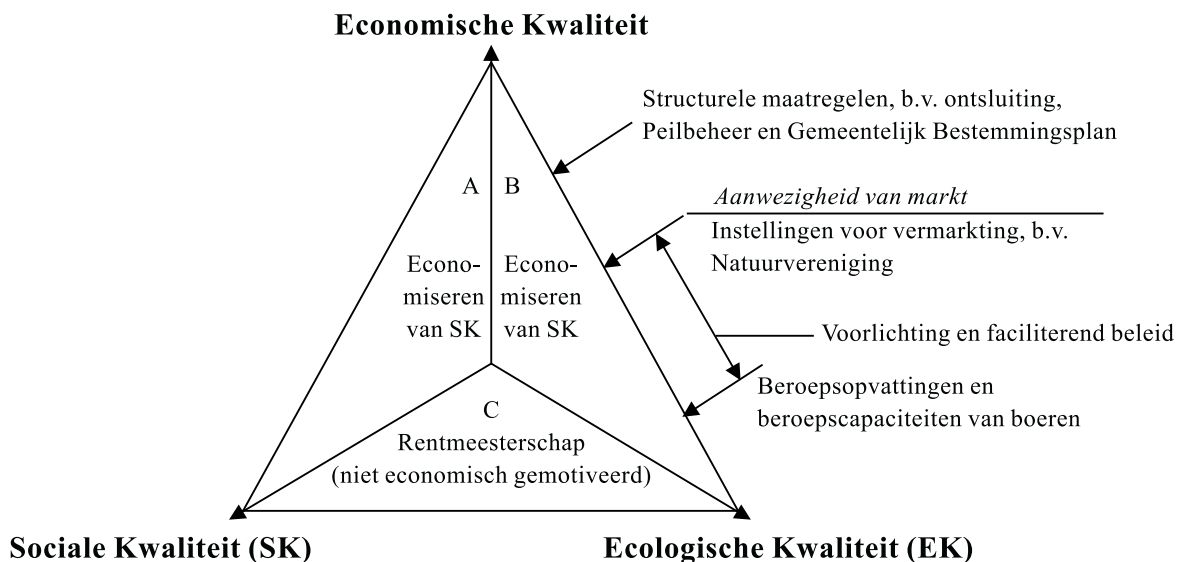 Economische Kwaliteit
Structurele maatregelen, b.v. ontsluiting,
Peilbeheer en Gemeentelijk Bestemmingsplan
A
B
Aanwezigheid van markt
Instellingen voor vermarkting, b.v.
Natuurvereniging
Econo-
miseren
van SK
Econo-
miseren
van SK
Voorlichting en faciliterend beleid
Beroepsopvattingen en
beroepscapaciteiten van boeren
C
Rentmeesterschap
(niet economisch gemotiveerd)
Sociale Kwaliteit (SK)
Ecologische Kwaliteit (EK)